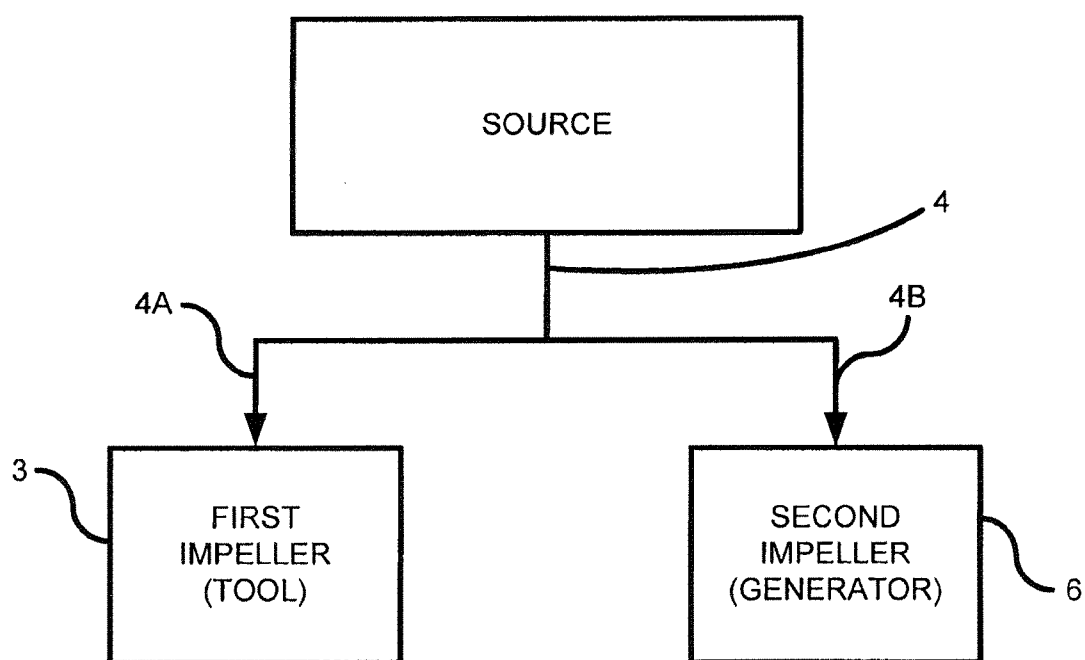 SOURCE
4
4A
4B
3
FIRST
IMPELLER
(TOOL)
SECOND
IMPELLER
(GENERATOR)
6